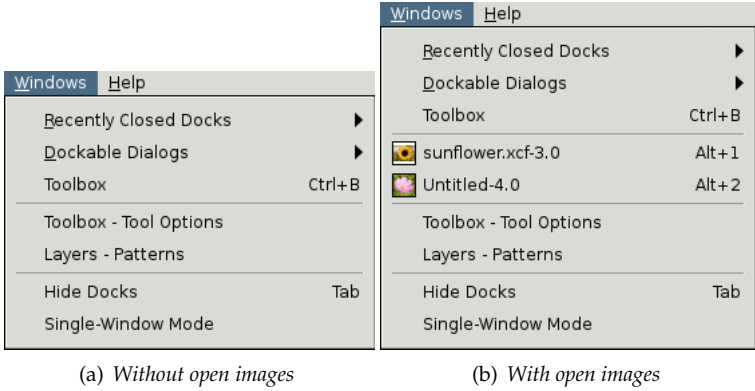 Windows Help
Recently Closed Docks
Dockable Dialogs
Toolbox Ctrl+B
Toolbox - Tool Options
Layers - Patterns
Hide Docks Tab
Single-Window Mode
(a) Without open images
Windows Help
Recently Closed Docks
Dockable Dialogs
Toolbox Ctrl+B
sunflower.xcf-3.0 Alt+1
Untitled-4.0 Alt+2
Toolbox - Tool Options
Layers - Patterns
Hide Docks Tab
Single-Window Mode
(b) With open images